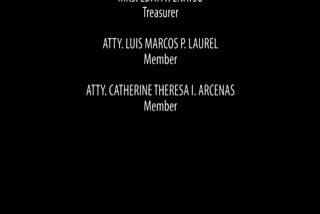 Treasurer
ATTY. LUIS MARCOS P. LAUREL
Member
ATTY. CATHERINE THERESA I. ARCENAS
Member